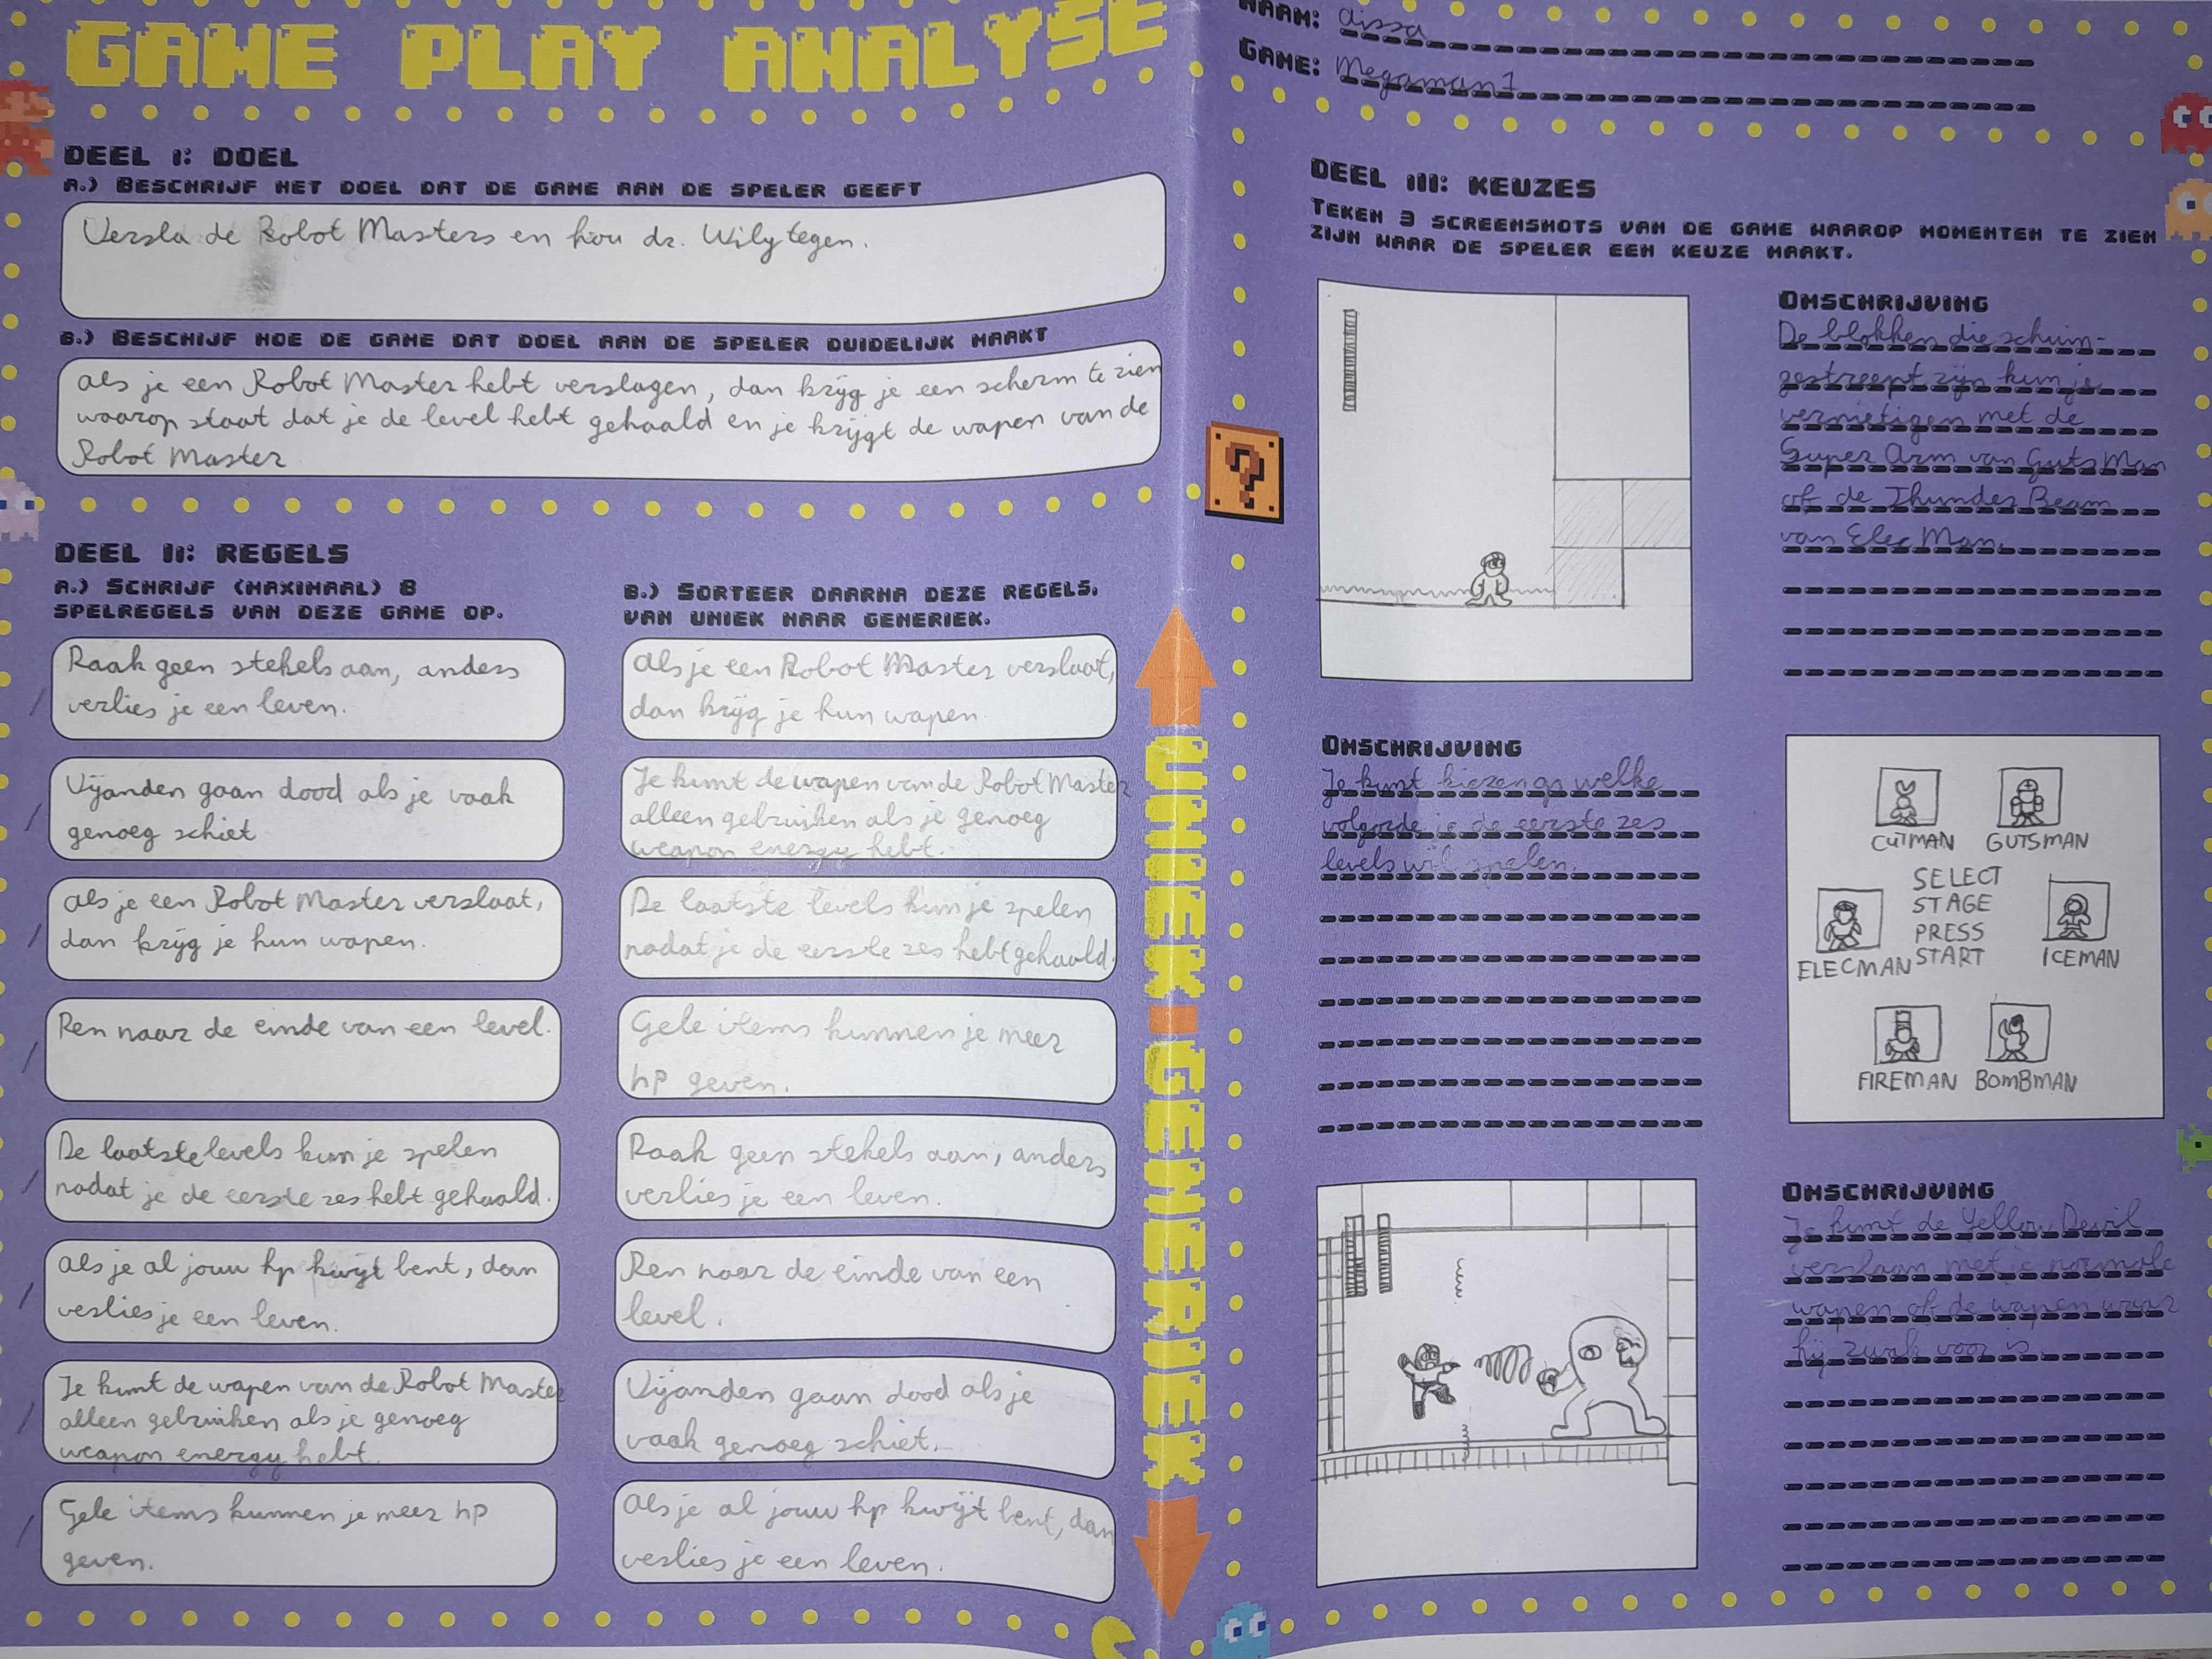 GAME PLAY ANALYSE
DEEL I: DOEL
A.) BESCHRIJF HET DOEL DAT DE GAME AAN DE SPELER GEEFT
Versla de Robot Masters en hou dr. Wily tegen.
B.) BESCHIJF HOE DE GAME DAT DOEL AAN DE SPELER DUIDELIJK MAAKT
Als je een Robot Master hebt verslagen, dan krijg je een scherm te zien
waarop staat dat je de level hebt gehaald en je krijgt de wapen van de
Robot Master
DEEL II: REGELS
A.) SCHRIJF (MAXIMAAL) 8
SPELREGELS VAN DEZE GAME OP.
Raak geen stekels aan, anders
verlies je een leven.
Vijanden gaan dood als je vaak
genoeg schiet
Als je een Robot Master verslaat,
dan krijg je hun wapen.
Ren naar de einde van een level.
De laatste levels kun je spelen
nadat je de eerste zes hebt gehaald.
Als je al jouw hp kwijt bent, dan
verlies je een leven.
Je kunt de wapen van de Robot Master
alleen gebruiken als je genoeg
weapon energy hebt.
Gele items kunnen je meer hp
geven.
B.) SORTEER DAARNA DEZE REGELS,
VAN UNIEK NAAR GENERIEK.
Als je een Robot Master verslaat,
dan krijg je hun wapen.
Je kunt de wapen van de Robot Master
alleen gebruiken als je genoeg
weapon energy hebt.
De laatste levels kun je spelen
nadat je de eerste zes hebt gehaald.
Gele items kunnen je meer
hp geven.
Raak geen stekels aan, anders
verlies je een leven.
Ren naar de einde van een
level.
Vijanden gaan dood als je
vaak genoeg schiet.
Als je al jouw hp kwijt bent, dan
verlies je een leven.
UNIEK-GENERIEK
NAAM: Aissa
GAME: Megaman 1
DEEL III: KEUZES
TEKEN 3 SCREENSHOTS VAN DE GAME WAAROP MOMENTEN TE ZIEN
ZIJN WAAR DE SPELER EEN KEUZE MAAKT.
OMSCHRIJVING
De blokken die schuin-
gestreept zijn kun je
vernietigen met de
Super Arm van Guts Man
of de Thunder Beam
van Elec Man.
OMSCHRIJVING
Je kunt kiezen op welke
volgorde je de eerste zes
levels wil spelen.
CUTMAN GUTSMAN
SELECT
STAGE
PRESS
START
ELECMAN ICEMAN
FIREMAN BOMBMAN
OMSCHRIJVING
Je kunt de Yellow Devil
verslaan met je normale
wapen of de wapen waar
hij zwak voor is.